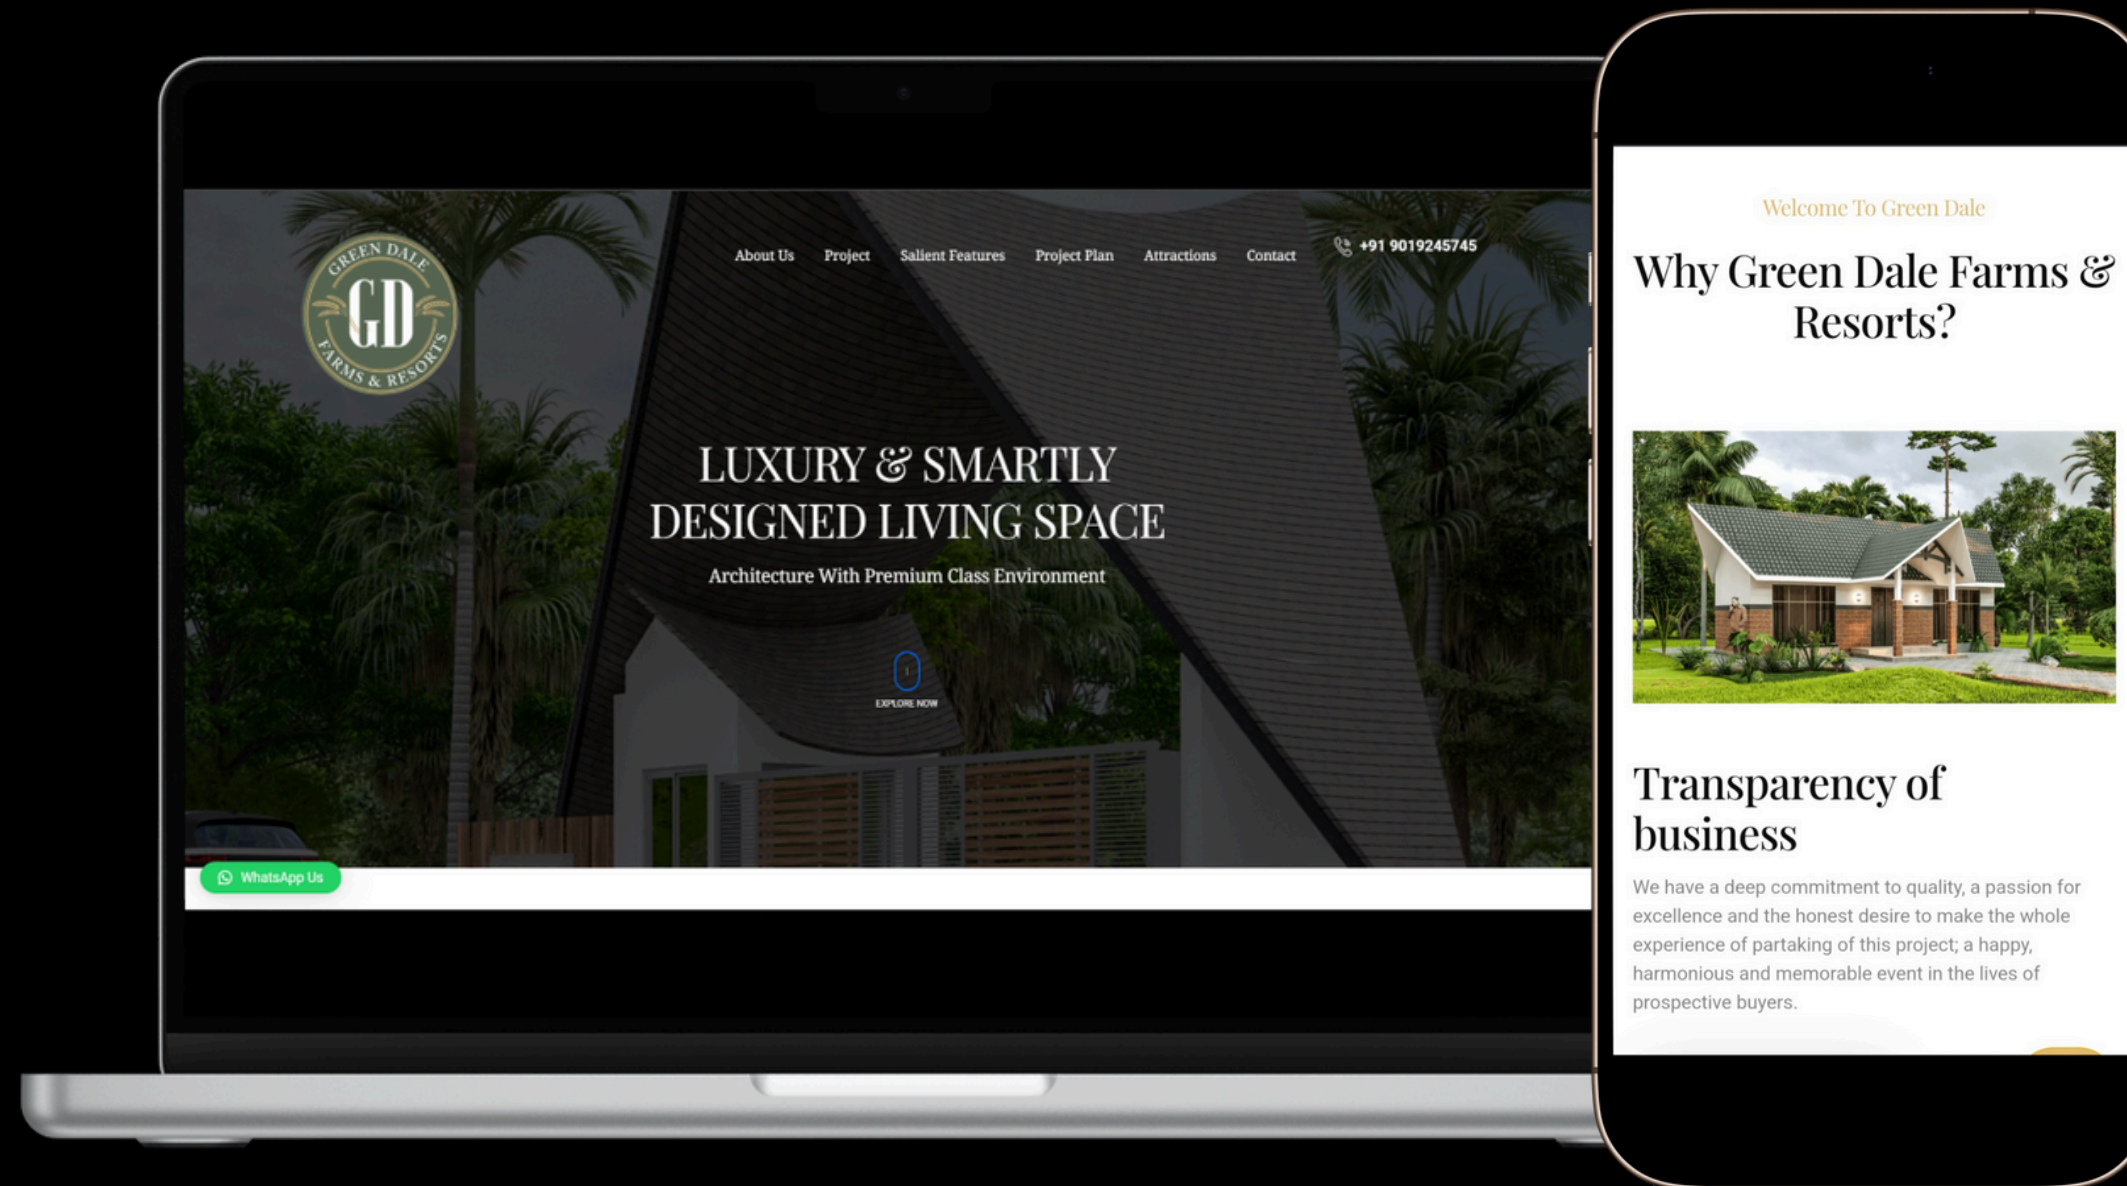 GREEN DALE
GD
FARMS & RESORTS
About Us Project Salient Features Project Plan Attractions Contact +91 9019245745
LUXURY & SMARTLY
DESIGNED LIVING SPACE
Architecture With Premium Class Environment
EXPLORE NOW
WhatsApp Us
Welcome To Green Dale
Why Green Dale Farms &
Resorts?
Transparency of
business
We have a deep commitment to quality, a passion for
excellence and the honest desire to make the whole
experience of partaking of this project; a happy,
harmonious and memorable event in the lives of
prospective buyers.